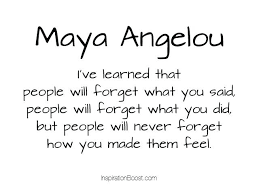 Maya Angelou
I've learned that
people will forget what you said,
people will forget what you did,
but people will never forget
how you made them feel.
InspirationBoost.com